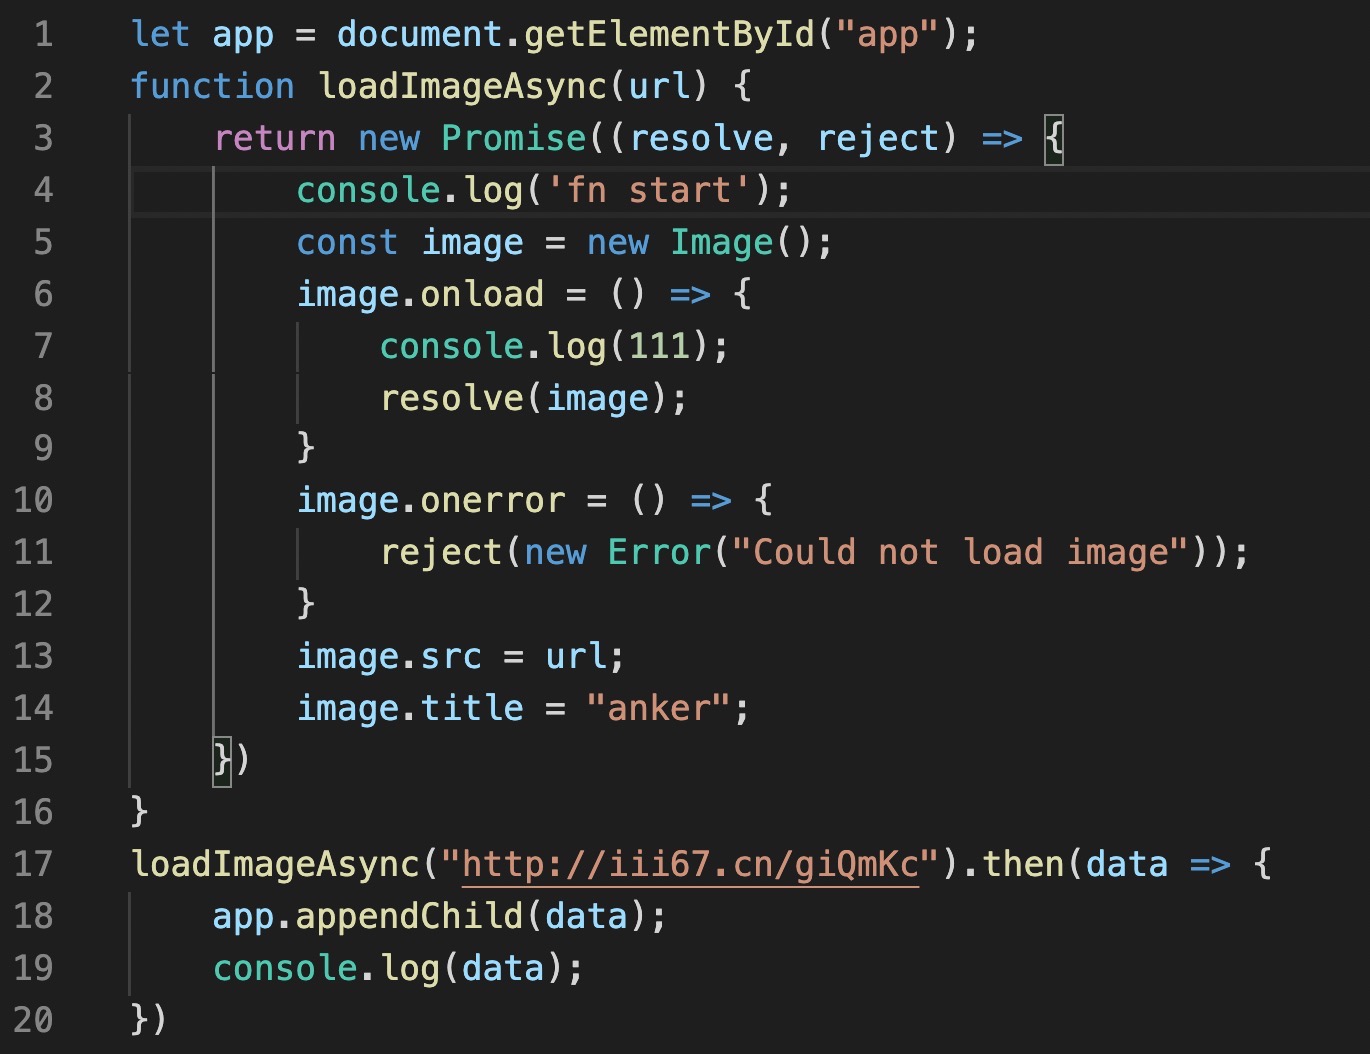 1 let app = document.getElementById("app");
2 function loadImageAsync(url) {
3     return new Promise((resolve, reject) => {
4         console.log('fn start');
5         const image = new Image();
6         image.onload = () => {
7             console.log(111);
8             resolve(image);
9         }
10         image.onerror = () => {
11             reject(new Error("Could not load image"));
12         }
13         image.src = url;
14         image.title = "anker";
15     })
16 }
17 loadImageAsync("http://iii67.cn/giQmKc").then(data => {
18     app.appendChild(data);
19     console.log(data);
20 })